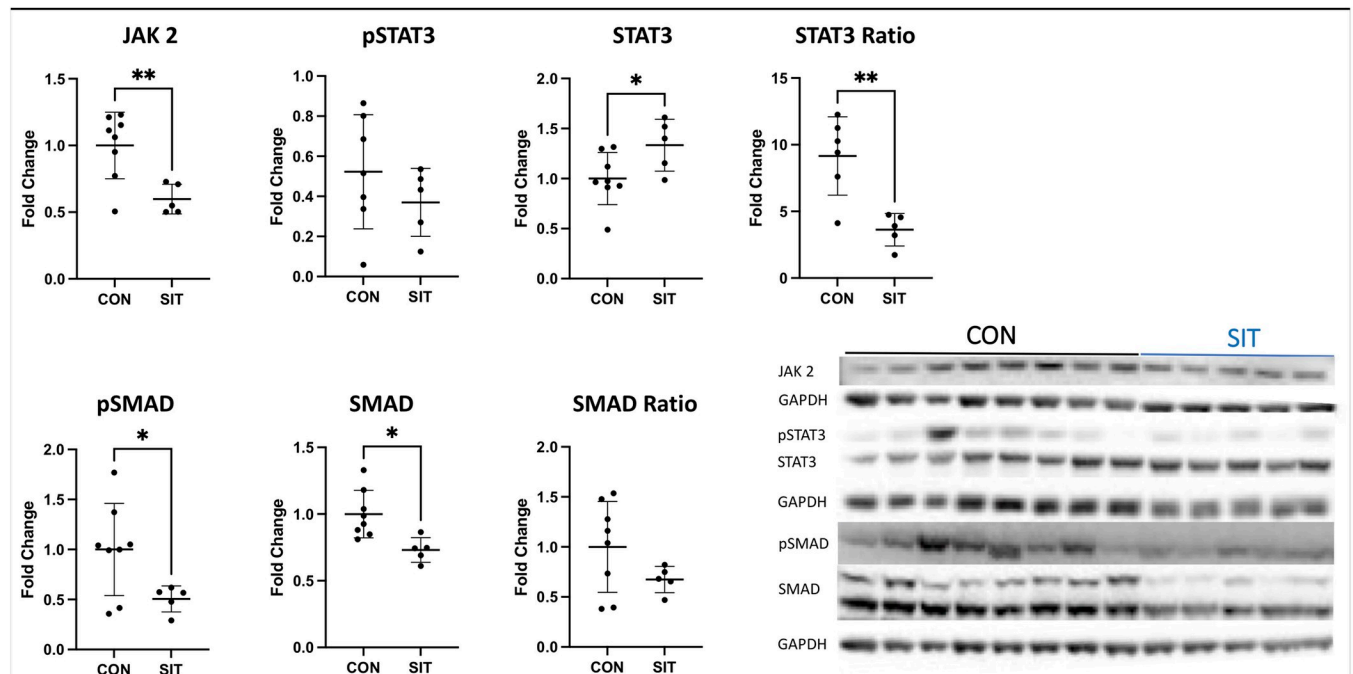 JAK 2
**
Fold Change
1.5
1.0
0.5
0.0
CON SIT
pSTAT3
Fold Change
1.0
0.8
0.6
0.4
0.2
0.0
CON SIT
STAT3
*
Fold Change
2.0
1.5
1.0
0.5
0.0
CON SIT
STAT3 Ratio
**
Fold Change
15
10
5
0
CON SIT
pSMAD
*
Fold Change
2.0
1.5
1.0
0.5
0.0
CON SIT
SMAD
*
Fold Change
1.5
1.0
0.5
0.0
CON SIT
SMAD Ratio
Fold Change
2.0
1.5
1.0
0.5
0.0
CON SIT
CON SIT
JAK 2
GAPDH
pSTAT3
STAT3
GAPDH
pSMAD
SMAD
GAPDH